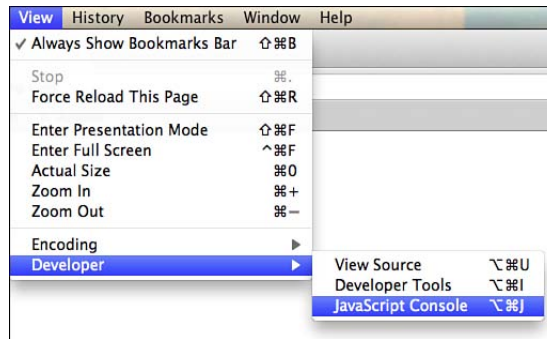 View History Bookmarks Window Help
✓ Always Show Bookmarks Bar ⇧⌘B
Stop ⌘.
Force Reload This Page ⇧⌘R
Enter Presentation Mode ⇧⌘F
Enter Full Screen ^⌘F
Actual Size ⌘0
Zoom In ⌘+
Zoom Out ⌘–
Encoding ▶
Developer ▶
View Source ⌥⌘U
Developer Tools ⌥⌘I
JavaScript Console ⌥⌘J